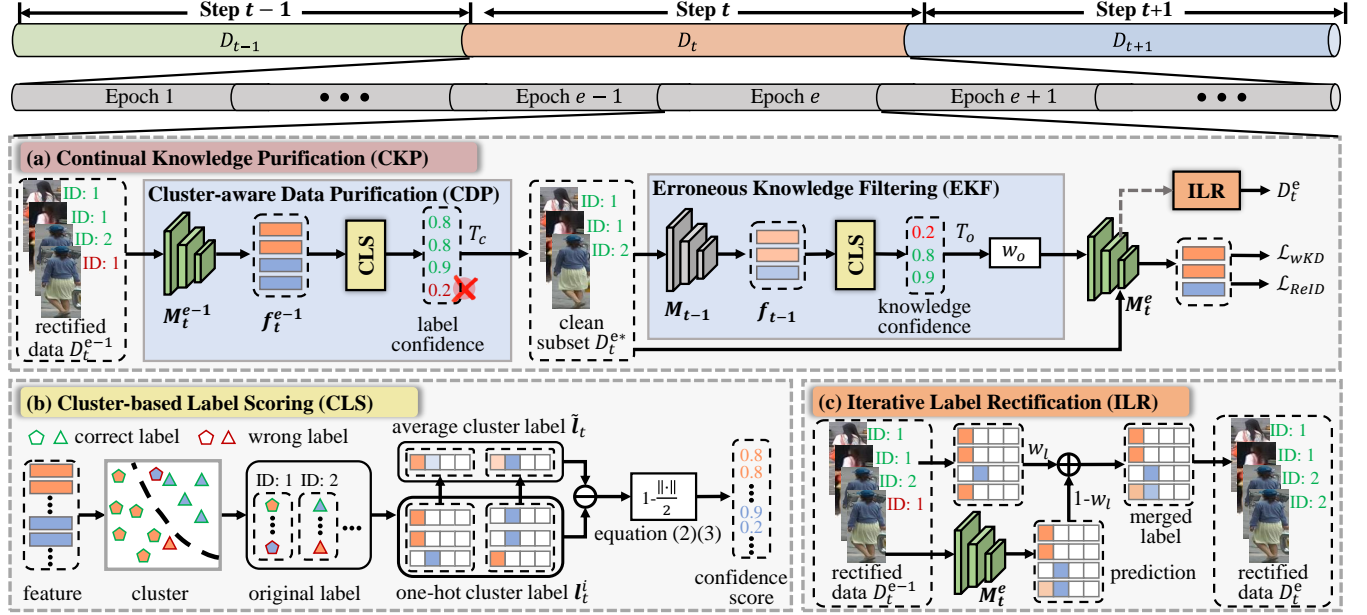 Step t − 1
Step t
Step t+1
D_{t−1}
D_t
D_{t+1}
Epoch 1
• • •
Epoch e − 1
Epoch e
Epoch e + 1
• • •
(a) Continual Knowledge Purification (CKP)
ID: 1
ID: 1
ID: 2
ID: 1
rectified
data D_t^{e−1}
Cluster-aware Data Purification (CDP)
M_t^{e−1}
f_t^{e−1}
CLS
0.8
0.8
0.9
0.2
label
confidence
T_c
ID: 1
ID: 1
ID: 2
clean
subset D_t^{e*}
Erroneous Knowledge Filtering (EKF)
M_{t−1}
f_{t−1}
CLS
0.2
0.8
0.9
knowledge
confidence
T_o
w_o
M_t^e
ILR
D_t^e
ℒ_{wKD}
ℒ_{ReID}
(b) Cluster-based Label Scoring (CLS)
correct label
wrong label
feature
cluster
ID: 1
ID: 2
original label
average cluster label l̃_t
one-hot cluster label l_t^i
1-‖·‖/2
equation (2)(3)
0.8
0.8
0.9
0.2
confidence
score
(c) Iterative Label Rectification (ILR)
ID: 1
ID: 1
ID: 2
ID: 1
rectified
data D_t^{e−1}
M_t^e
w_l
1-w_l
prediction
merged
label
ID: 1
ID: 1
ID: 2
ID: 2
rectified
data D_t^e